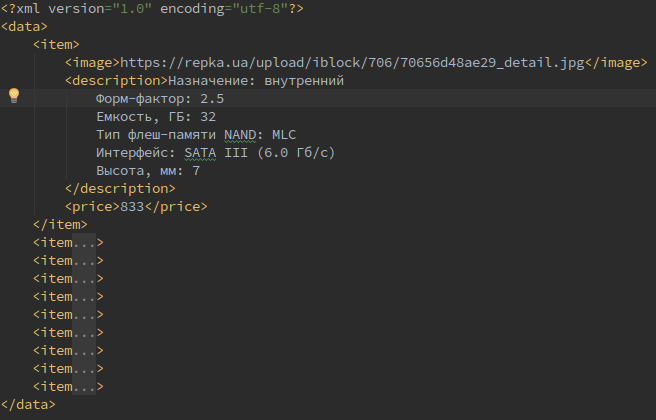 <?xml version="1.0" encoding="utf-8"?>
<data>
<item>
<image>https://repka.ua/upload/iblock/706/70656d48ae29_detail.jpg</image>
<description>Назначение: внутренний
Форм-фактор: 2.5
Емкость, ГБ: 32
Тип флеш-памяти NAND: MLC
Интерфейс: SATA III (6.0 Гб/с)
Высота, мм: 7
</description>
<price>833</price>
</item>
<item...>
<item...>
<item...>
<item...>
<item...>
<item...>
<item...>
<item...>
<item...>
</data>